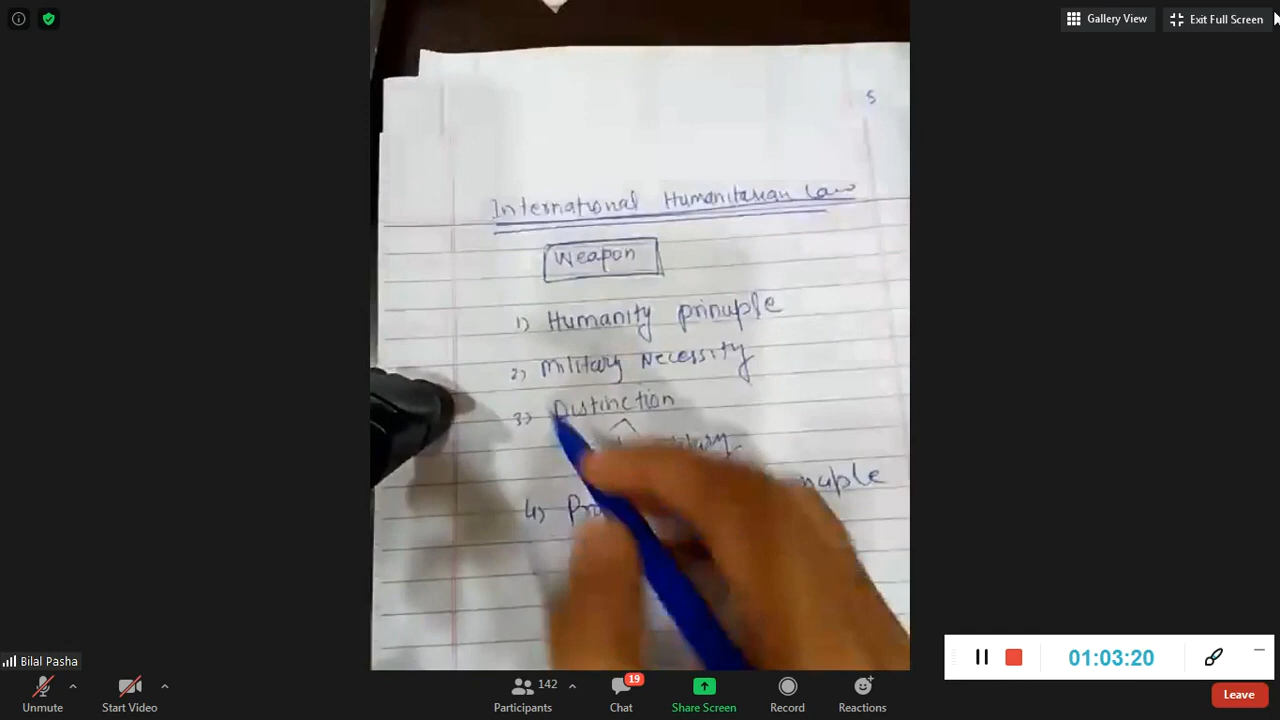 Gallery View
Exit Full Screen
5
International Humanitarian Law
Weapon
1) Humanity principle
2) Military Necessity
3) Distinction
4)
Bilal Pasha
01:03:20
Unmute
Start Video
142
Participants
19
Chat
Share Screen
Record
Reactions
Leave